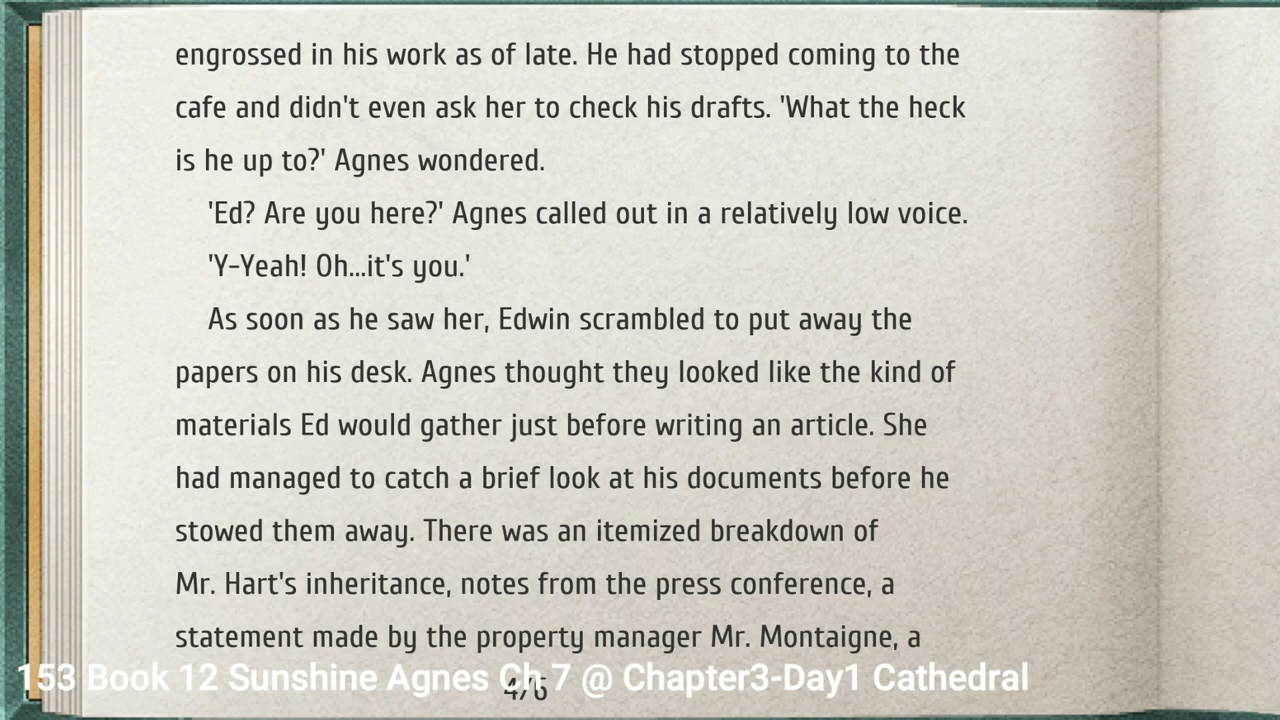 engrossed in his work as of late. He had stopped coming to the
cafe and didn't even ask her to check his drafts. 'What the heck
is he up to?' Agnes wondered.
'Ed? Are you here?' Agnes called out in a relatively low voice.
'Y-Yeah! Oh...it's you.'
As soon as he saw her, Edwin scrambled to put away the
papers on his desk. Agnes thought they looked like the kind of
materials Ed would gather just before writing an article. She
had managed to catch a brief look at his documents before he
stowed them away. There was an itemized breakdown of
Mr. Hart's inheritance, notes from the press conference, a
statement made by the property manager Mr. Montaigne, a
153 Book 12 Sunshine Agnes Ch 7 @ Chapter3-Day1 Cathedral
4/6